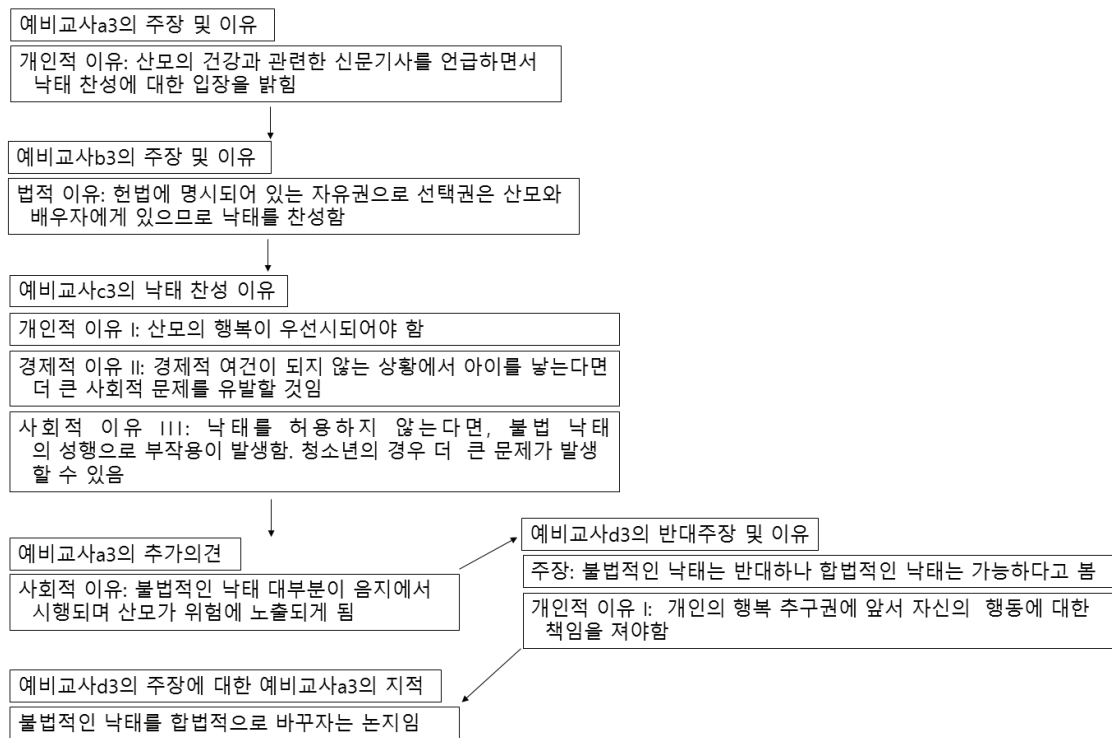 예비교사a3의 주장 및 이유
개인적 이유: 산모의 건강과 관련한 신문기사를 언급하면서
낙태 찬성에 대한 입장을 밝힘
예비교사b3의 주장 및 이유
법적 이유: 헌법에 명시되어 있는 자유권으로 선택권은 산모와
배우자에게 있으므로 낙태를 찬성함
예비교사c3의 낙태 찬성 이유
개인적 이유 I: 산모의 행복이 우선시되어야 함
경제적 이유 II: 경제적 여건이 되지 않는 상황에서 아이를 낳는다면
더 큰 사회적 문제를 유발할 것임
사회적 이유 III: 낙태를 허용하지 않는다면, 불법 낙태
의 성행으로 부작용이 발생함. 청소년의 경우 더 큰 문제가 발생
할 수 있음
예비교사a3의 추가의견
사회적 이유: 불법적인 낙태 대부분이 음지에서
시행되며 산모가 위험에 노출되게 됨
예비교사d3의 반대주장 및 이유
주장: 불법적인 낙태는 반대하나 합법적인 낙태는 가능하다고 봄
개인적 이유 I: 개인의 행복 추구권에 앞서 자신의 행동에 대한
책임을 져야함
예비교사d3의 주장에 대한 예비교사a3의 지적
불법적인 낙태를 합법적으로 바꾸자는 논지임